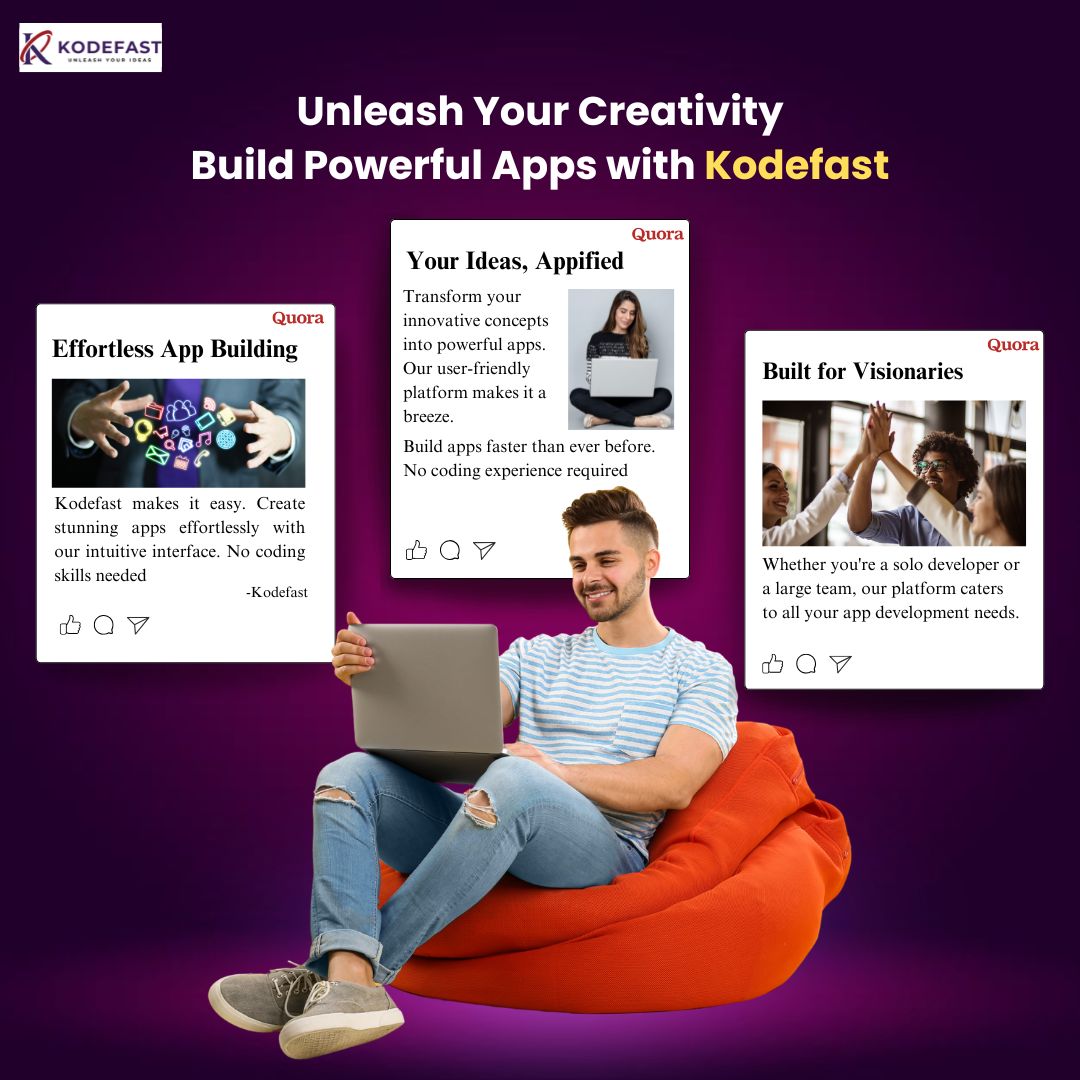 KODEFAST
UNLEASH YOUR IDEAS
Unleash Your Creativity
Build Powerful Apps with Kodefast
Quora
Effortless App Building
Kodefast makes it easy. Create
stunning apps effortlessly with
our intuitive interface. No coding
skills needed
-Kodefast
Quora
Your Ideas, Appified
Transform your
innovative concepts
into powerful apps.
Our user-friendly
platform makes it a
breeze.
Build apps faster than ever before.
No coding experience required
Quora
Built for Visionaries
Whether you're a solo developer or
a large team, our platform caters
to all your app development needs.